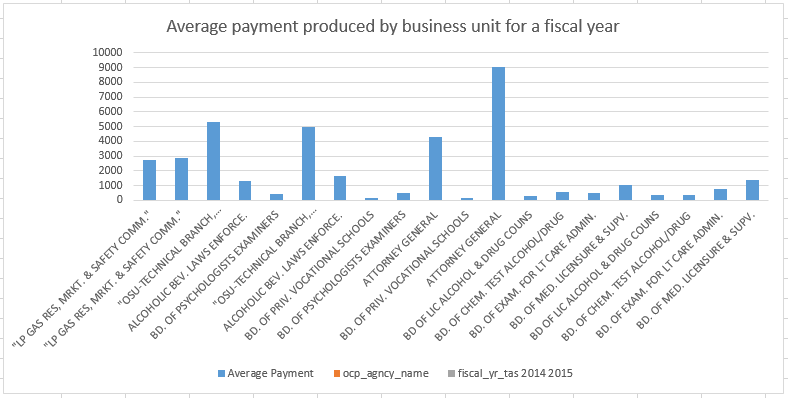 Average payment produced by business unit for a fiscal year
10000
9000
8000
7000
6000
5000
4000
3000
2000
1000
0
"LP GAS RES, MRKT. & SAFETY COMM."
"LP GAS RES, MRKT. & SAFETY COMM."
"OSU-TECHNICAL BRANCH,...
ALCOHOLIC BEV. LAWS ENFORCE.
BD. OF PSYCHOLOGISTS EXAMINERS
"OSU-TECHNICAL BRANCH,...
ALCOHOLIC BEV. LAWS ENFORCE.
BD. OF PRIV. VOCATIONAL SCHOOLS
BD. OF PSYCHOLOGISTS EXAMINERS
ATTORNEY GENERAL
BD. OF PRIV. VOCATIONAL SCHOOLS
ATTORNEY GENERAL
BD OF LIC ALCOHOL & DRUG COUNS
BD. OF CHEM. TEST ALCOHOL/DRUG
BD. OF EXAM. FOR LT CARE ADMIN.
BD. OF MED. LICENSURE & SUPV.
BD OF LIC ALCOHOL & DRUG COUNS
BD. OF CHEM. TEST ALCOHOL/DRUG
BD. OF EXAM. FOR LT CARE ADMIN.
BD. OF MED. LICENSURE & SUPV.
Average Payment ocp_agncy_name fiscal_yr_tas 2014 2015